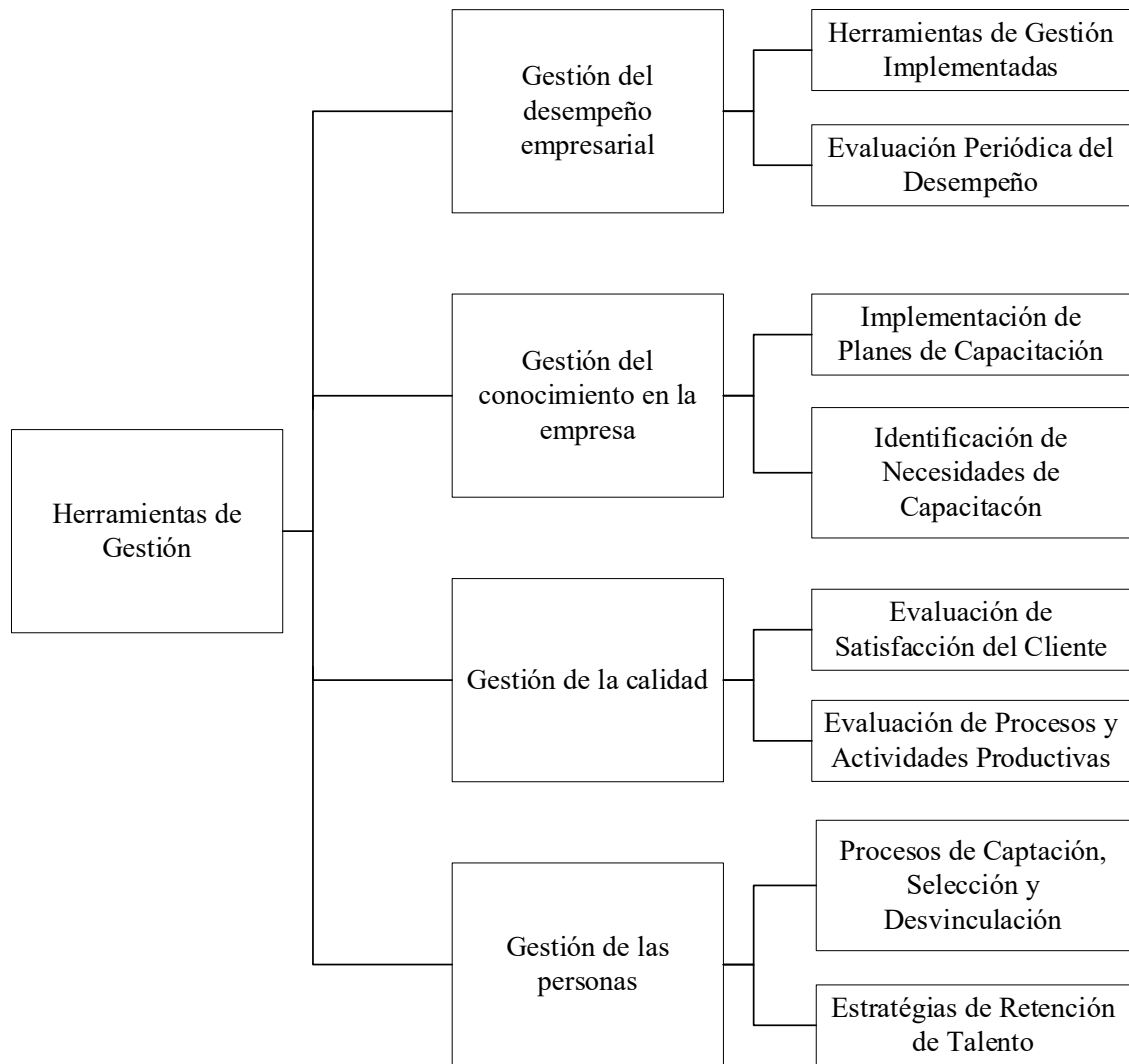 Herramientas de
Gestión
Gestión del
desempeño
empresarial
Herramientas de Gestión
Implementadas
Evaluación Periódica del
Desempeño
Gestión del
conocimiento en la
empresa
Implementación de
Planes de Capacitación
Identificación de
Necesidades de
Capacitacón
Gestión de la calidad
Evaluación de
Satisfacción del Cliente
Evaluación de Procesos y
Actividades Productivas
Gestión de las
personas
Procesos de Captación,
Selección y
Desvinculación
Estratégias de Retención
de Talento